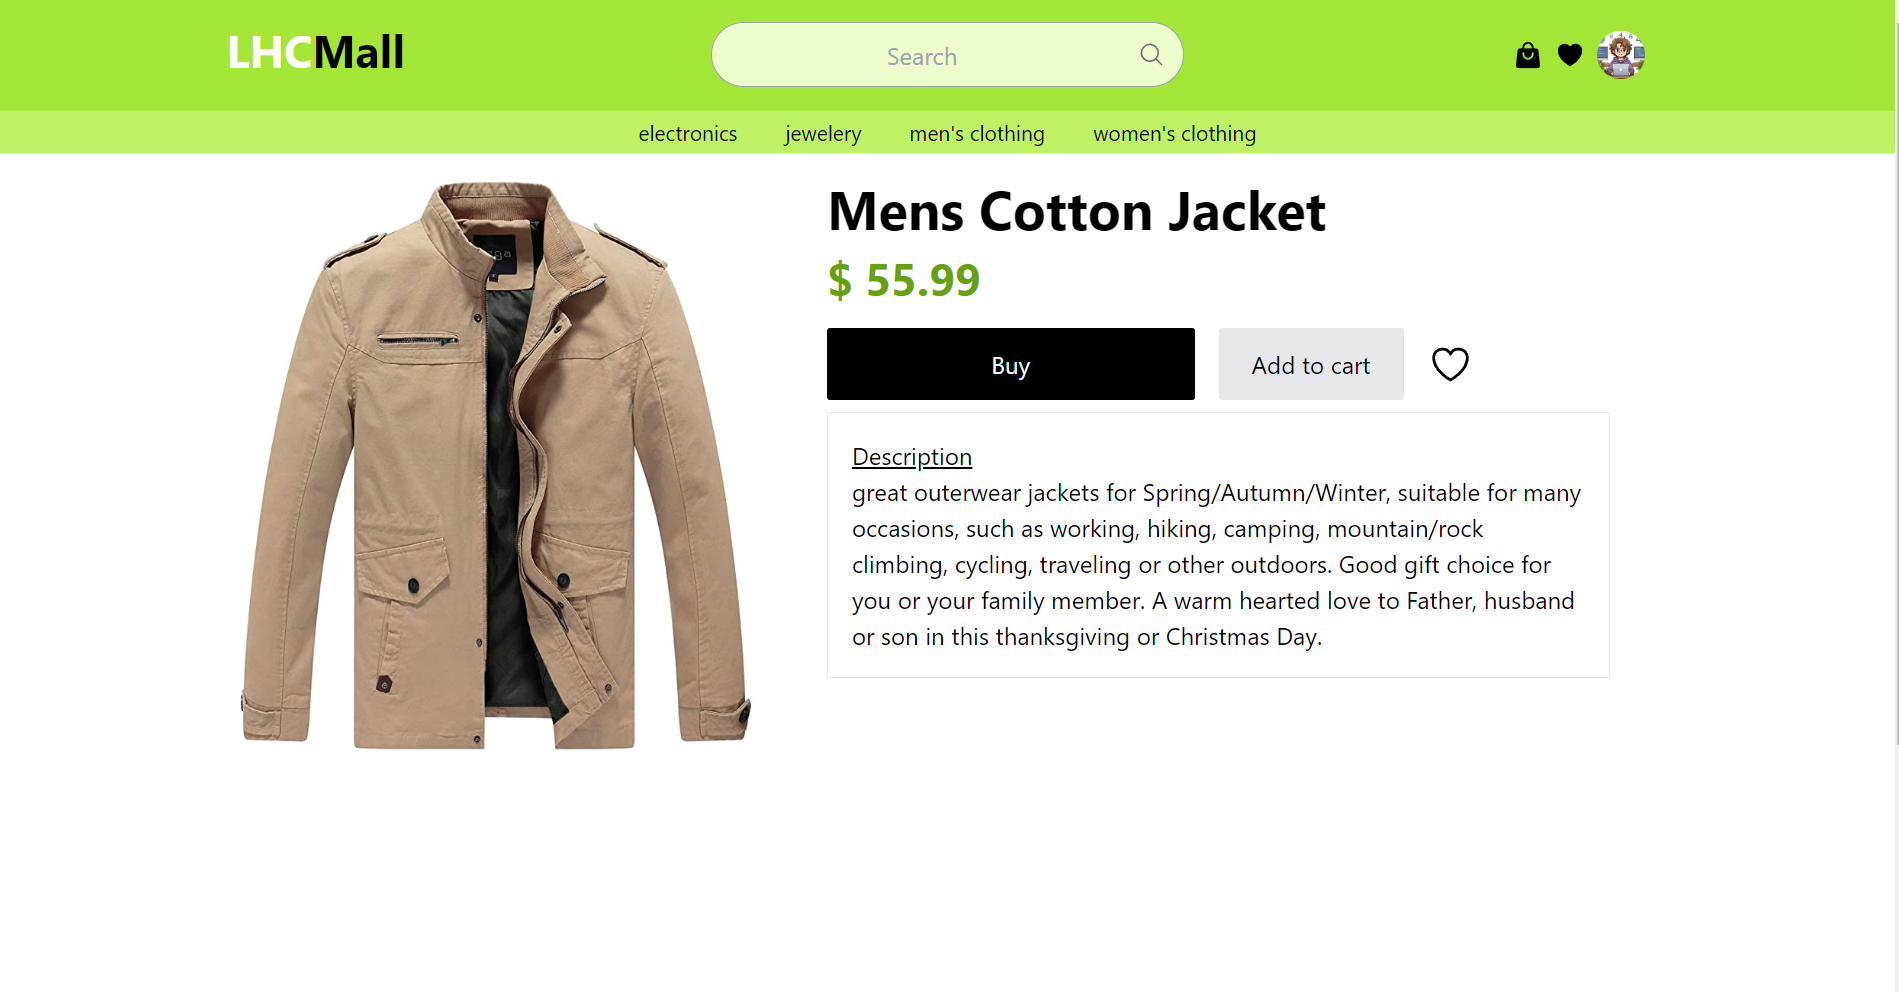 LHCMall
Search
electronics jewelery men's clothing women's clothing
Mens Cotton Jacket
$ 55.99
Buy Add to cart
Description
great outerwear jackets for Spring/Autumn/Winter, suitable for many
occasions, such as working, hiking, camping, mountain/rock
climbing, cycling, traveling or other outdoors. Good gift choice for
you or your family member. A warm hearted love to Father, husband
or son in this thanksgiving or Christmas Day.